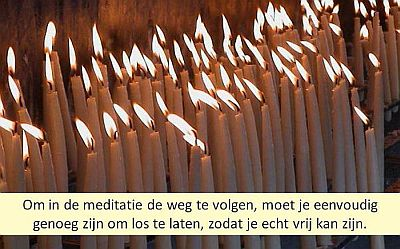 Om in de meditatie de weg te volgen, moet je eenvoudig
genoeg zijn om los te laten, zodat je echt vrij kan zijn.